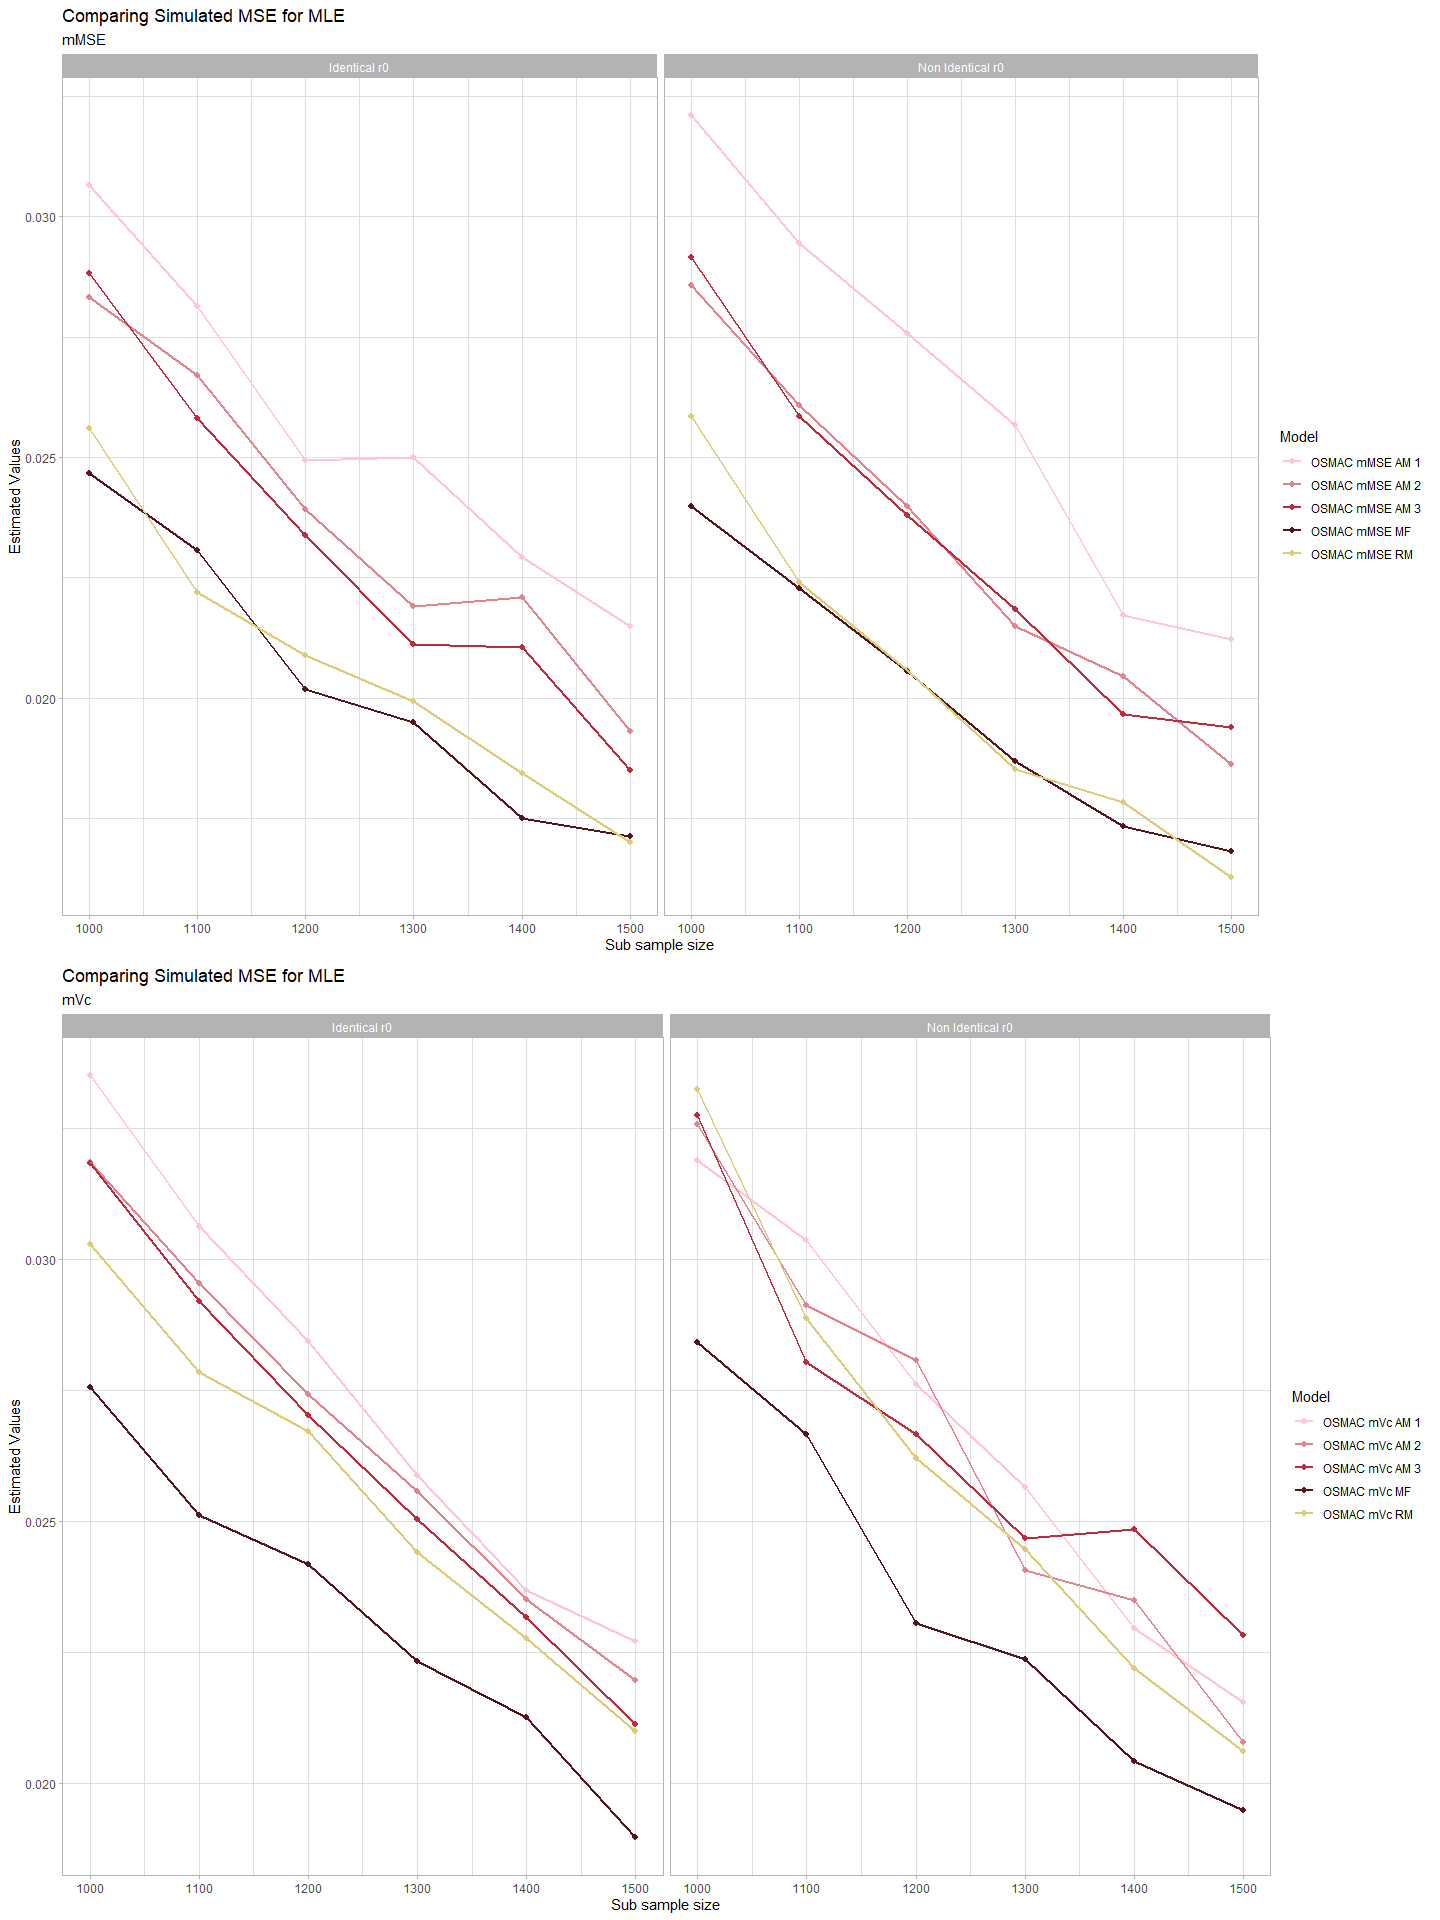 Comparing Simulated MSE for MLE
mMSE
Identical r0
Non Identical r0
Estimated Values
0.030
0.025
0.020
1000 1100 1200 1300 1400 1500
1000 1100 1200 1300 1400 1500
Sub sample size
Model
OSMAC mMSE AM 1
OSMAC mMSE AM 2
OSMAC mMSE AM 3
OSMAC mMSE MF
OSMAC mMSE RM
Comparing Simulated MSE for MLE
mVc
Identical r0
Non Identical r0
Estimated Values
0.030
0.025
0.020
1000 1100 1200 1300 1400 1500
1000 1100 1200 1300 1400 1500
Sub sample size
Model
OSMAC mVc AM 1
OSMAC mVc AM 2
OSMAC mVc AM 3
OSMAC mVc MF
OSMAC mVc RM